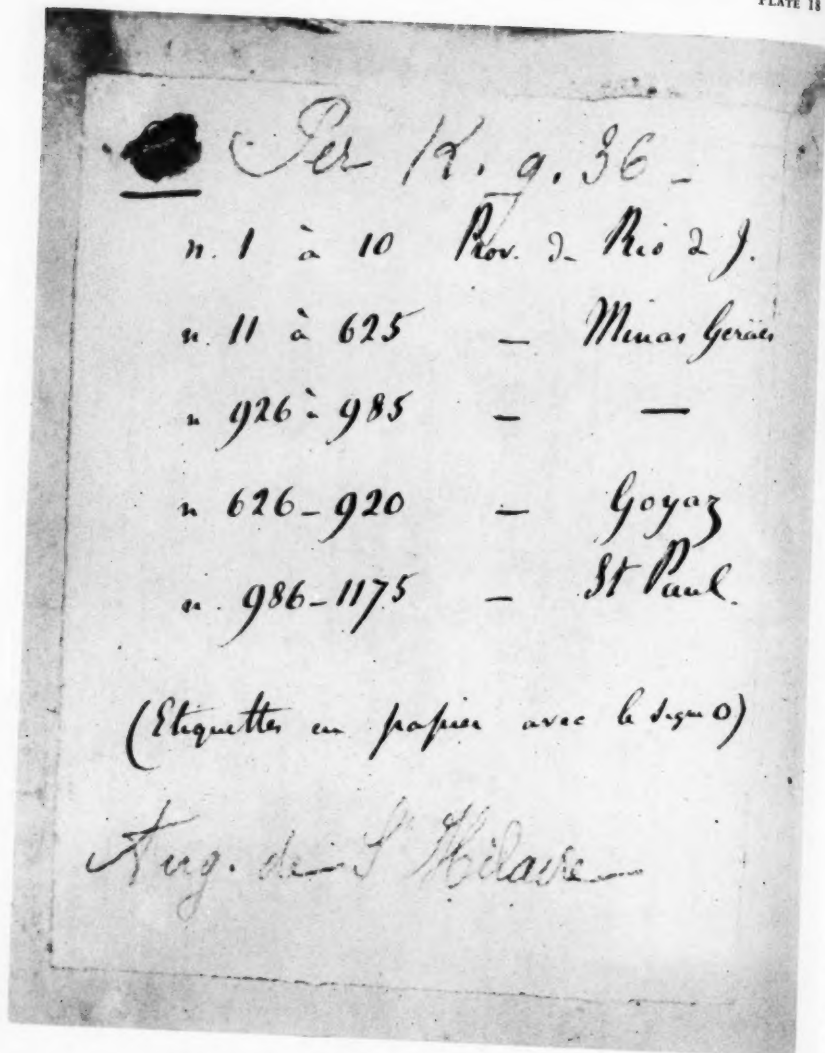 PLATE 18
Per K. g. 36 -
n. 1 à 10 Prov. de Rio de J.
n. 11 à 625 - Minas Geraës
n 926 à 985 - —
n 626-920 - Goyaz
n. 986-1175 - St Paul.
(Etiquettes en papier avec le signe O)
Aug. de St Hilaire